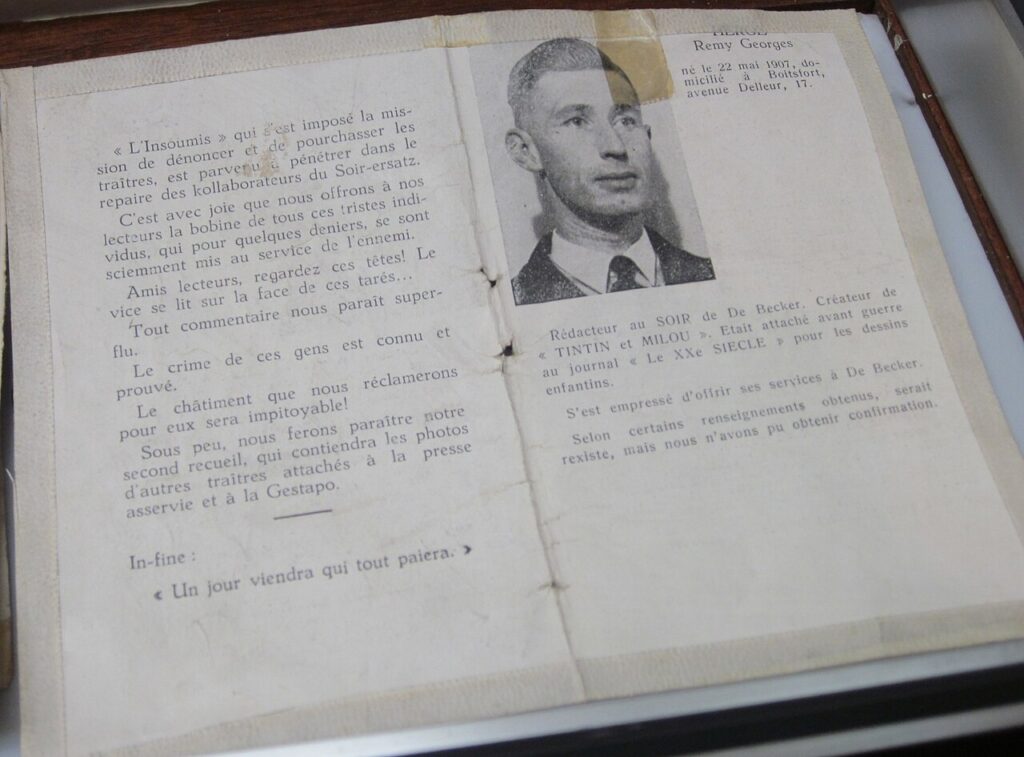 « L'Insoumis » qui s'est imposé la mis-
sion de dénoncer et de pourchasser les
traîtres, est parvenu à pénétrer dans le
repaire des kollaborateurs du Soir-ersatz.
C'est avec joie que nous offrons à nos
lecteurs la bobine de tous ces tristes indi-
vidus, qui pour quelques deniers, se sont
sciemment mis au service de l'ennemi.
Amis lecteurs, regardez ces têtes! Le
vice se lit sur la face de ces tarés...
Tout commentaire nous paraît super-
flu.
Le crime de ces gens est connu et
prouvé.
Le châtiment que nous réclamerons
pour eux sera impitoyable!
Sous peu, nous ferons paraître notre
second recueil, qui contiendra les photos
d'autres traîtres attachés à la presse
asservie et à la Gestapo.
In-fine :
« Un jour viendra qui tout paiera. »
HERGÉ
Remy Georges
né le 22 mai 1907, do-
micilié à Boitsfort,
avenue Delleur, 17.
Rédacteur au SOIR de De Becker. Créateur de
« TINTIN et MILOU ». Etait attaché avant guerre
au journal « Le XXe SIECLE » pour les dessins
enfantins.
S'est empressé d'offrir ses services à De Becker.
Selon certains renseignements obtenus, serait
rexiste, mais nous n'avons pu obtenir confirmation.